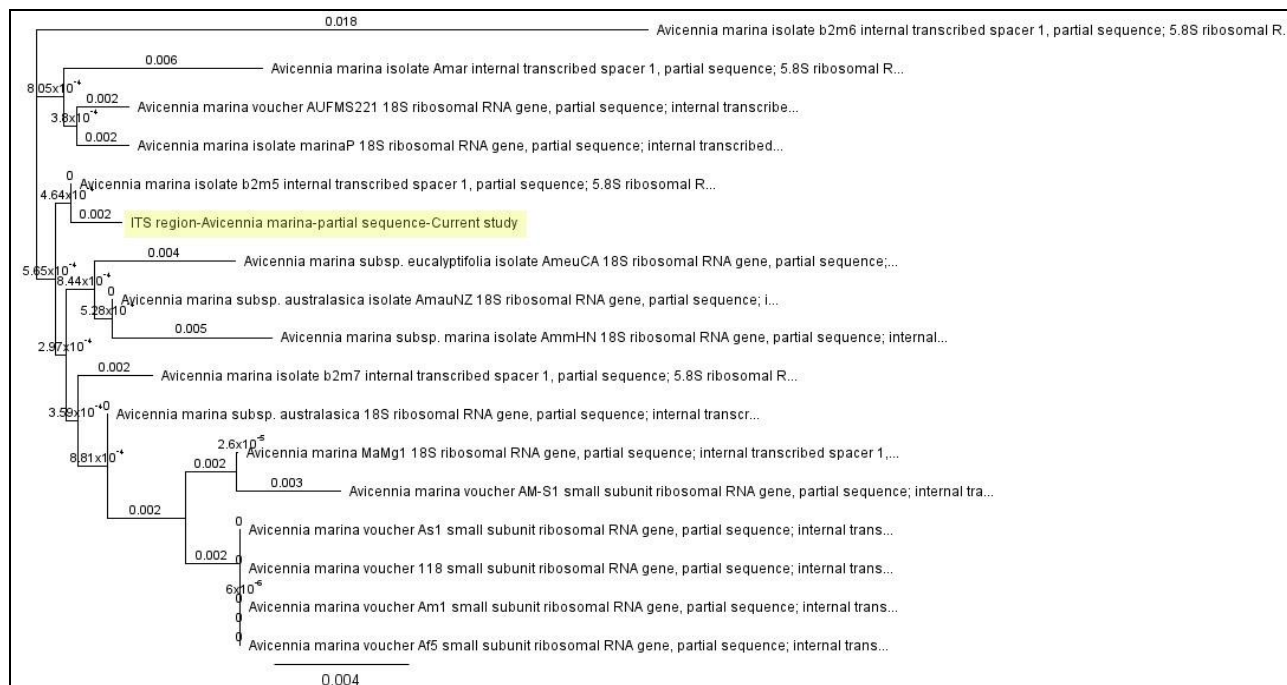 0.018
Avicennia marina isolate b2m6 internal transcribed spacer 1, partial sequence; 5.8S ribosomal R...
0.006
Avicennia marina isolate Amar internal transcribed spacer 1, partial sequence; 5.8S ribosomal R...
8.05x10⁻⁴
0.002
Avicennia marina voucher AUFMS221 18S ribosomal RNA gene, partial sequence; internal transcribe...
3.8x10⁻⁴
0.002
Avicennia marina isolate marinaP 18S ribosomal RNA gene, partial sequence; internal transcribed...
0
Avicennia marina isolate b2m5 internal transcribed spacer 1, partial sequence; 5.8S ribosomal R...
4.64x10⁻⁴
0.002
ITS region-Avicennia marina-partial sequence-Current study
0.004
Avicennia marina subsp. eucalyptifolia isolate AmeuCA 18S ribosomal RNA gene, partial sequence;...
5.65x10⁻⁴
8.44x10⁻⁴
0
Avicennia marina subsp. australasica isolate AmauNZ 18S ribosomal RNA gene, partial sequence; i...
5.28x10⁻⁴
0.005
Avicennia marina subsp. marina isolate AmmHN 18S ribosomal RNA gene, partial sequence; internal...
2.97x10⁻⁴
0.002
Avicennia marina isolate b2m7 internal transcribed spacer 1, partial sequence; 5.8S ribosomal R...
3.59x10⁻⁴
0
Avicennia marina subsp. australasica 18S ribosomal RNA gene, partial sequence; internal transcr...
2.6x10⁻⁵
Avicennia marina MaMg1 18S ribosomal RNA gene, partial sequence; internal transcribed spacer 1,...
8.81x10⁻⁴
0.002
0.003
Avicennia marina voucher AM-S1 small subunit ribosomal RNA gene, partial sequence; internal tra...
0.002
0
Avicennia marina voucher As1 small subunit ribosomal RNA gene, partial sequence; internal trans...
0.002
0
Avicennia marina voucher 118 small subunit ribosomal RNA gene, partial sequence; internal trans...
6x10⁻⁶
0
Avicennia marina voucher Am1 small subunit ribosomal RNA gene, partial sequence; internal trans...
0
0
Avicennia marina voucher Af5 small subunit ribosomal RNA gene, partial sequence; internal trans...
0.004